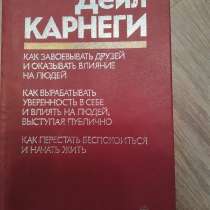 Дейл
КАРНЕГИ
КАК ЗАВОЕВЫВАТЬ ДРУЗЕЙ
И ОКАЗЫВАТЬ ВЛИЯНИЕ
НА ЛЮДЕЙ
КАК ВЫРАБАТЫВАТЬ
УВЕРЕННОСТЬ В СЕБЕ
И ВЛИЯТЬ НА ЛЮДЕЙ,
ВЫСТУПАЯ ПУБЛИЧНО
КАК ПЕРЕСТАТЬ БЕСПОКОИТЬСЯ
И НАЧАТЬ ЖИТЬ